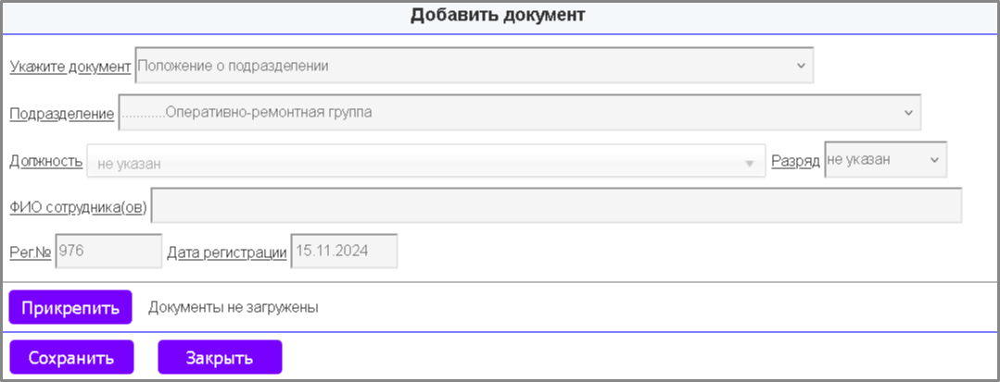 Добавить документ
Укажите документ Положение о подразделении
Подразделение ............Оперативно-ремонтная группа
Должность не указан Разряд не указан
ФИО сотрудника(ов)
Рег.№ 976 Дата регистрации 15.11.2024
Прикрепить Документы не загружены
Сохранить Закрыть